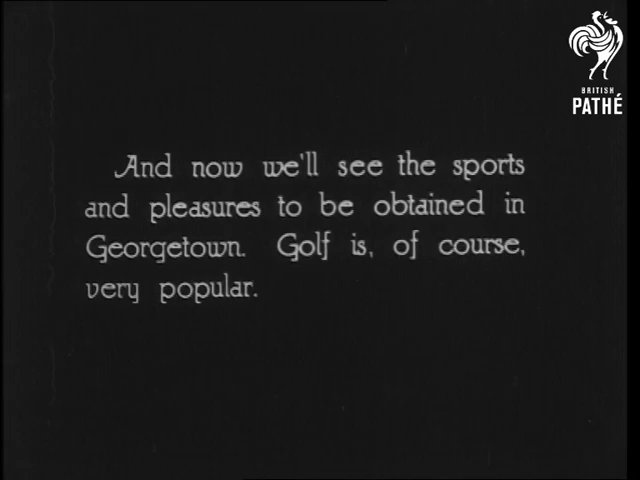 BRITISH
PATHÉ
And now we'll see the sports
and pleasures to be obtained in
Georgetown. Golf is, of course,
very popular.